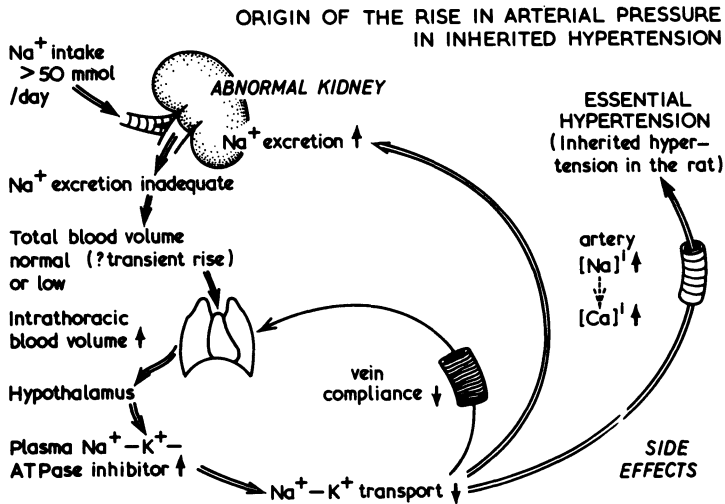 ORIGIN OF THE RISE IN ARTERIAL PRESSURE
IN INHERITED HYPERTENSION
Na⁺ intake
> 50 mmol
/day
ABNORMAL KIDNEY
Na⁺ excretion ↑
Na⁺ excretion inadequate
Total blood volume
normal (? transient rise)
or low
Intrathoracic
blood volume ↑
Hypothalamus
Plasma Na⁺–K⁺–
ATPase inhibitor ↑
Na⁺–K⁺ transport ↓
vein
compliance ↓
ESSENTIAL
HYPERTENSION
(Inherited hyper-
tension in the rat)
artery
[Na]ⁱ ↑
[Ca]ⁱ ↑
SIDE
EFFECTS